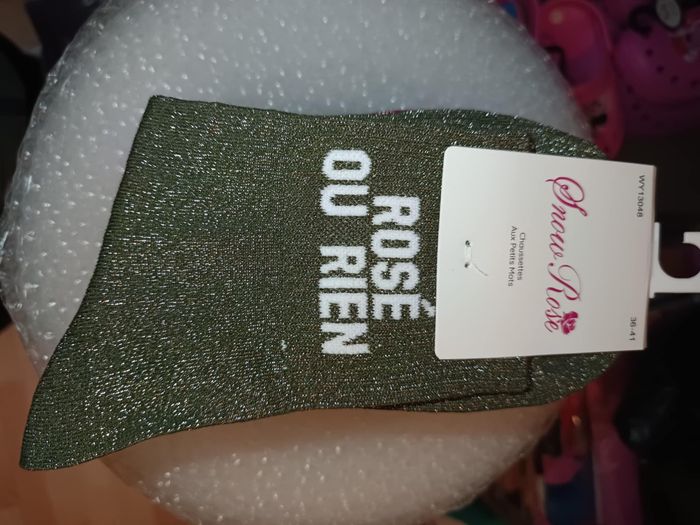 ROSÉ
OU RIEN
WY13048
36-41
Snow Rose
Chaussettes
Aux Petits Mots